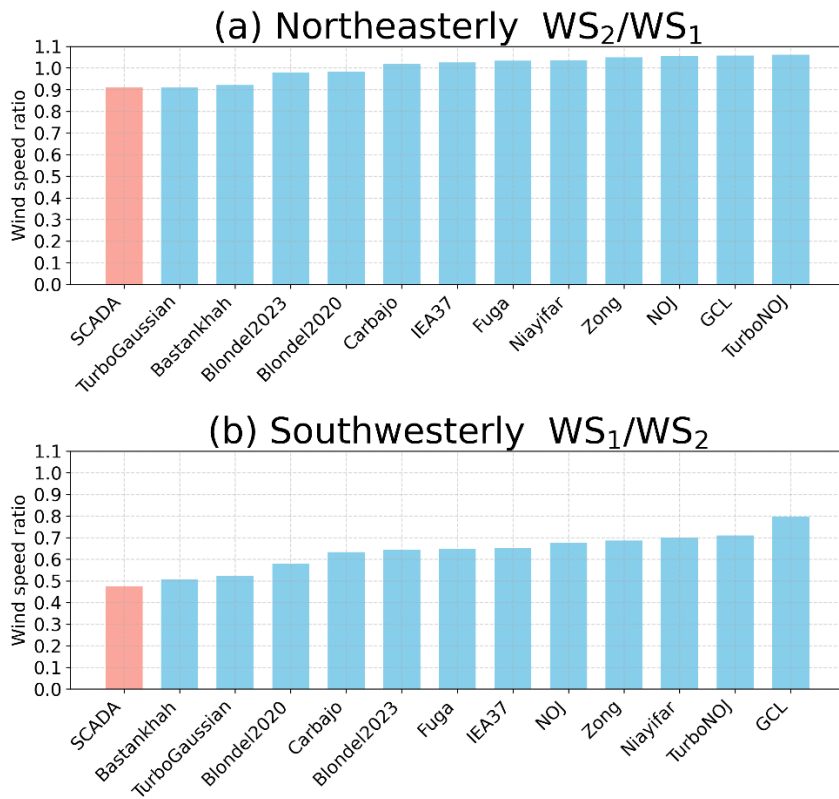 (a) Northeasterly WS₂/WS₁
1.1
1.0
0.9
0.8
0.7
0.6
0.5
0.4
0.3
0.2
0.1
0.0
Wind speed ratio
SCADA
TurboGaussian
Bastankhah
Blondel2023
Blondel2020
Carbajo
IEA37
Fuga
Niayifar
Zong
NOJ
GCL
TurboNOJ
(b) Southwesterly WS₁/WS₂
1.1
1.0
0.9
0.8
0.7
0.6
0.5
0.4
0.3
0.2
0.1
0.0
Wind speed ratio
SCADA
Bastankhah
TurboGaussian
Blondel2020
Carbajo
Blondel2023
Fuga
IEA37
NOJ
Zong
Niayifar
TurboNOJ
GCL